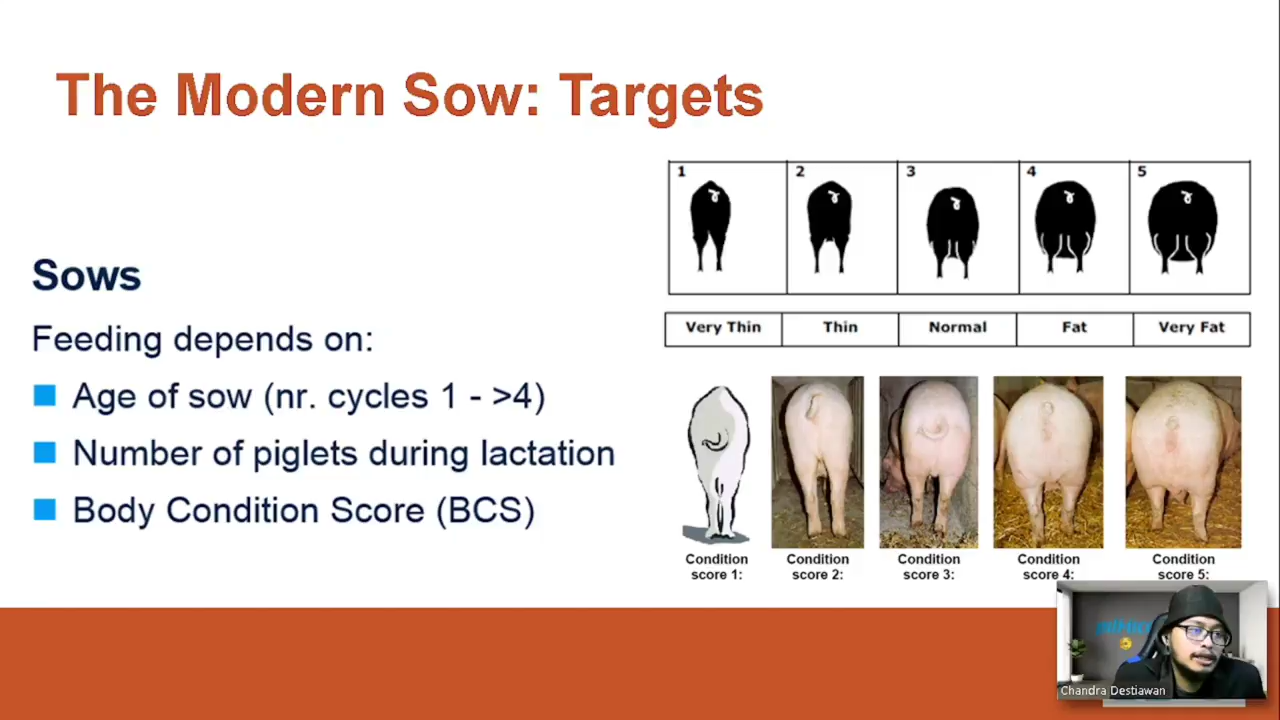 The Modern Sow: Targets
Sows
Feeding depends on:
Age of sow (nr. cycles 1 - >4)
Number of piglets during lactation
Body Condition Score (BCS)
1 2 3 4 5
Very Thin Thin Normal Fat Very Fat
Condition score 1:
Condition score 2:
Condition score 3:
Condition score 4:
Condition score 5:
Chandra Destiawan